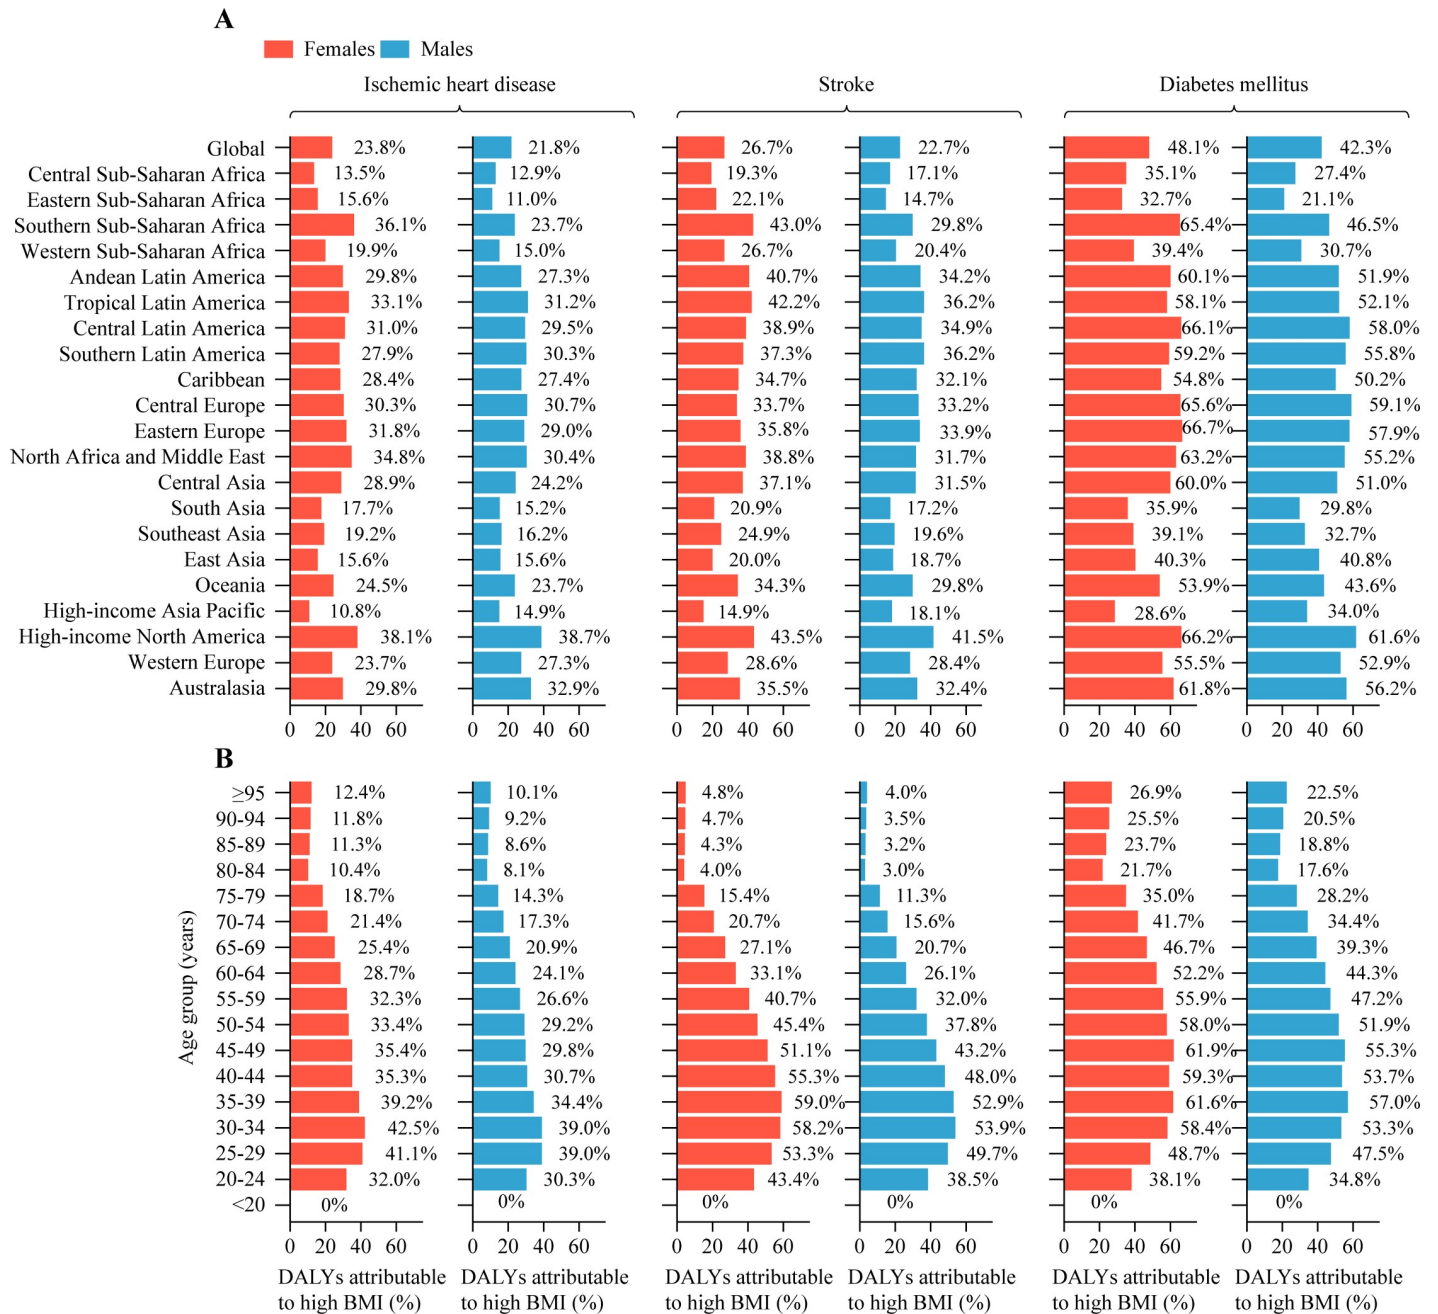 A
Females Males
Ischemic heart disease Stroke Diabetes mellitus
Global 23.8% 21.8% 26.7% 22.7% 48.1% 42.3%
Central Sub-Saharan Africa 13.5% 12.9% 19.3% 17.1% 35.1% 27.4%
Eastern Sub-Saharan Africa 15.6% 11.0% 22.1% 14.7% 32.7% 21.1%
Southern Sub-Saharan Africa 36.1% 23.7% 43.0% 29.8% 65.4% 46.5%
Western Sub-Saharan Africa 19.9% 15.0% 26.7% 20.4% 39.4% 30.7%
Andean Latin America 29.8% 27.3% 40.7% 34.2% 60.1% 51.9%
Tropical Latin America 33.1% 31.2% 42.2% 36.2% 58.1% 52.1%
Central Latin America 31.0% 29.5% 38.9% 34.9% 66.1% 58.0%
Southern Latin America 27.9% 30.3% 37.3% 36.2% 59.2% 55.8%
Caribbean 28.4% 27.4% 34.7% 32.1% 54.8% 50.2%
Central Europe 30.3% 30.7% 33.7% 33.2% 65.6% 59.1%
Eastern Europe 31.8% 29.0% 35.8% 33.9% 66.7% 57.9%
North Africa and Middle East 34.8% 30.4% 38.8% 31.7% 63.2% 55.2%
Central Asia 28.9% 24.2% 37.1% 31.5% 60.0% 51.0%
South Asia 17.7% 15.2% 20.9% 17.2% 35.9% 29.8%
Southeast Asia 19.2% 16.2% 24.9% 19.6% 39.1% 32.7%
East Asia 15.6% 15.6% 20.0% 18.7% 40.3% 40.8%
Oceania 24.5% 23.7% 34.3% 29.8% 53.9% 43.6%
High-income Asia Pacific 10.8% 14.9% 14.9% 18.1% 28.6% 34.0%
High-income North America 38.1% 38.7% 43.5% 41.5% 66.2% 61.6%
Western Europe 23.7% 27.3% 28.6% 28.4% 55.5% 52.9%
Australasia 29.8% 32.9% 35.5% 32.4% 61.8% 56.2%
0 20 40 60 0 20 40 60 0 20 40 60 0 20 40 60 0 20 40 60 0 20 40 60
B
Age group (years)
≥95 12.4% 10.1% 4.8% 4.0% 26.9% 22.5%
90-94 11.8% 9.2% 4.7% 3.5% 25.5% 20.5%
85-89 11.3% 8.6% 4.3% 3.2% 23.7% 18.8%
80-84 10.4% 8.1% 4.0% 3.0% 21.7% 17.6%
75-79 18.7% 14.3% 15.4% 11.3% 35.0% 28.2%
70-74 21.4% 17.3% 20.7% 15.6% 41.7% 34.4%
65-69 25.4% 20.9% 27.1% 20.7% 46.7% 39.3%
60-64 28.7% 24.1% 33.1% 26.1% 52.2% 44.3%
55-59 32.3% 26.6% 40.7% 32.0% 55.9% 47.2%
50-54 33.4% 29.2% 45.4% 37.8% 58.0% 51.9%
45-49 35.4% 29.8% 51.1% 43.2% 61.9% 55.3%
40-44 35.3% 30.7% 55.3% 48.0% 59.3% 53.7%
35-39 39.2% 34.4% 59.0% 52.9% 61.6% 57.0%
30-34 42.5% 39.0% 58.2% 53.9% 58.4% 53.3%
25-29 41.1% 39.0% 53.3% 49.7% 48.7% 47.5%
20-24 32.0% 30.3% 43.4% 38.5% 38.1% 34.8%
<20 0% 0% 0% 0% 0% 0%
0 20 40 60 0 20 40 60 0 20 40 60 0 20 40 60 0 20 40 60 0 20 40 60
DALYs attributable DALYs attributable DALYs attributable DALYs attributable DALYs attributable DALYs attributable
to high BMI (%) to high BMI (%) to high BMI (%) to high BMI (%) to high BMI (%) to high BMI (%)